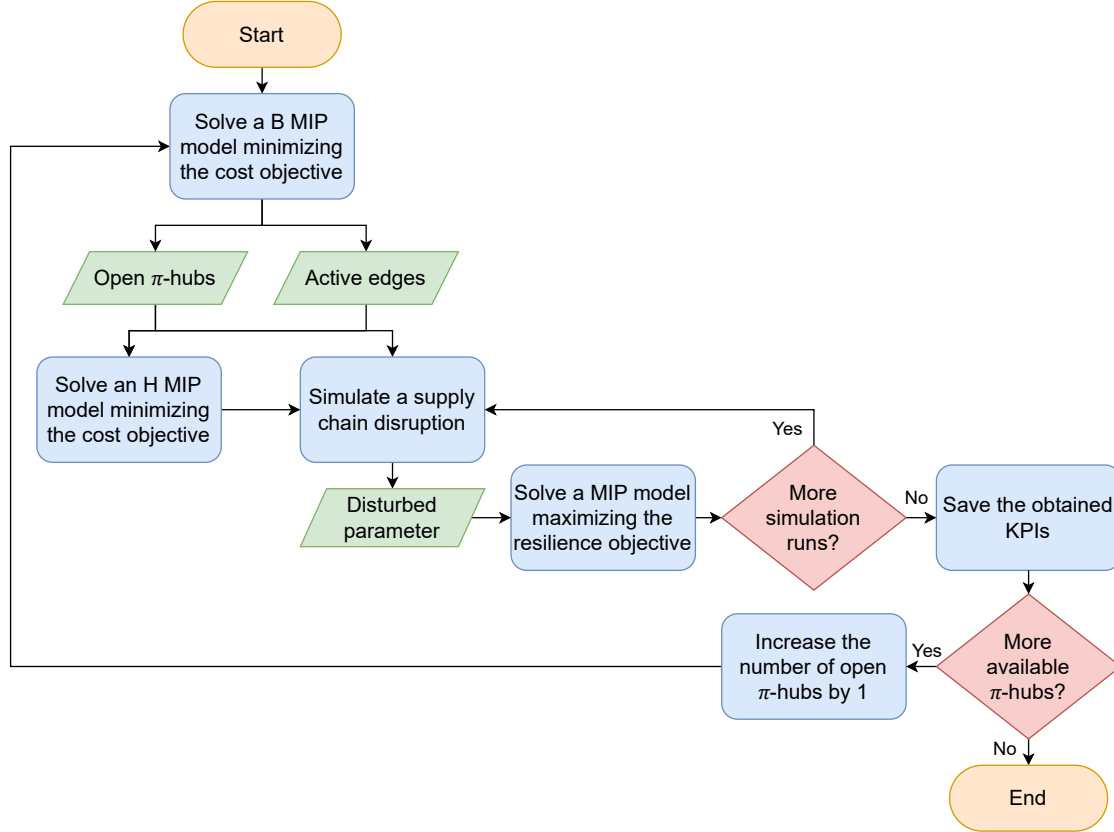 Start
Solve a B MIP
model minimizing
the cost objective
Open π-hubs
Active edges
Solve an H MIP
model minimizing
the cost objective
Simulate a supply
chain disruption
Yes
Disturbed
parameter
Solve a MIP model
maximizing the
resilience objective
More
simulation
runs?
No
Save the obtained
KPIs
Increase the
number of open
π-hubs by 1
Yes
More
available
π-hubs?
No
End